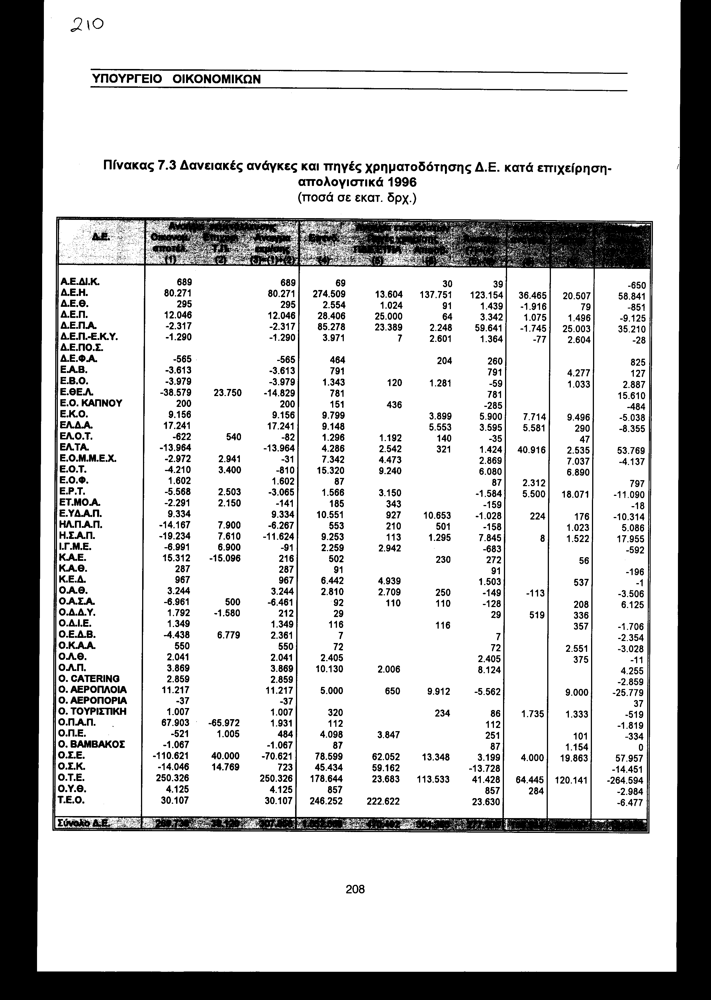 210
ΥΠΟΥΡΓΕΙΟ ΟΙΚΟΝΟΜΙΚΩΝ
Πίνακας 7.3 Δανειακές ανάγκες και πηγές χρηματοδότησης Δ.Ε. κατά επιχείρηση-
απολογιστικά 1996
(ποσά σε εκατ. δρχ.)
Δ.Ε. Οικονομ. Επιχορ. Ανοιγμα Επενδ.
αποτέλ. Τ.Π. εκμ/σης
(1) (2) (3)=(1)+(2) (4) (5) (6)
Α.Ε.ΔΙ.Κ. 689 689 69 30 39 -650
Δ.Ε.Η. 80.271 80.271 274.509 13.604 137.751 123.154 36.465 20.507 58.841
Δ.Ε.Θ. 295 295 2.554 1.024 91 1.439 -1.916 79 -851
Δ.Ε.Π. 12.046 12.046 28.406 25.000 64 3.342 1.075 1.496 -9.125
Δ.Ε.Π.Α. -2.317 -2.317 85.278 23.389 2.248 59.641 -1.745 25.003 35.210
Δ.Ε.Π.-Ε.Κ.Υ. -1.290 -1.290 3.971 7 2.601 1.364 -77 2.604 -28
Δ.Ε.ΠΟ.Σ.
Δ.Ε.Φ.Α. -565 -565 464 204 260 825
Ε.Α.Β. -3.613 -3.613 791 791 4.277 127
Ε.Β.Ο. -3.979 -3.979 1.343 120 1.281 -59 1.033 2.887
Ε.ΘΕ.Λ. -38.579 23.750 -14.829 781 781 15.610
Ε.Ο. ΚΑΠΝΟΥ 200 200 151 436 -285 -484
Ε.Κ.Ο. 9.156 9.156 9.799 3.899 5.900 7.714 9.496 -5.038
ΕΛ.Δ.Α. 17.241 17.241 9.148 5.553 3.595 5.581 290 -8.355
ΕΛ.Ο.Τ. -622 540 -82 1.296 1.192 140 -35 47
ΕΛ.ΤΑ. -13.964 -13.964 4.286 2.542 321 1.424 40.916 2.535 53.769
Ε.Ο.Μ.Μ.Ε.Χ. -2.972 2.941 -31 7.342 4.473 2.869 7.037 -4.137
Ε.Ο.Τ. -4.210 3.400 -810 15.320 9.240 6.080 6.890
Ε.Ο.Φ. 1.602 1.602 87 87 2.312 797
Ε.Ρ.Τ. -5.568 2.503 -3.065 1.566 3.150 -1.584 5.500 18.071 -11.090
ΕΤ.ΜΟ.Α. -2.291 2.150 -141 185 343 -159 -18
Ε.ΥΔ.Α.Π. 9.334 9.334 10.551 927 10.653 -1.028 224 176 -10.314
ΗΛ.Π.Α.Π. -14.167 7.900 -6.267 553 210 501 -158 1.023 5.086
Η.Σ.Α.Π. -19.234 7.610 -11.624 9.253 113 1.295 7.845 8 1.522 17.955
Ι.Γ.Μ.Ε. -6.991 6.900 -91 2.259 2.942 -683 -592
Κ.Α.Ε. 15.312 -15.096 216 502 230 272 56
Κ.Α.Θ. 287 287 91 91 -196
Κ.Ε.Δ. 967 967 6.442 4.939 1.503 537 -1
Ο.Α.Θ. 3.244 3.244 2.810 2.709 250 -149 -113 -3.506
Ο.Α.Σ.Α. -6.961 500 -6.461 92 110 110 -128 208 6.125
Ο.Δ.Δ.Υ. 1.792 -1.580 212 29 29 519 336
Ο.Δ.Ι.Ε. 1.349 1.349 116 116 357 -1.706
Ο.Ε.Δ.Β. -4.438 6.779 2.361 7 7 -2.354
Ο.Κ.Α.Α. 550 550 72 72 2.551 -3.028
Ο.Λ.Θ. 2.041 2.041 2.405 2.405 375 -11
Ο.Λ.Π. 3.869 3.869 10.130 2.006 8.124 4.255
Ο. CATERING 2.859 2.859 -2.859
Ο. ΑΕΡΟΠΛΟΙΑ 11.217 11.217 5.000 650 9.912 -5.562 9.000 -25.779
Ο. ΑΕΡΟΠΟΡΙΑ -37 -37 37
Ο. ΤΟΥΡΙΣΤΙΚΗ 1.007 1.007 320 234 86 1.735 1.333 -519
Ο.Π.Α.Π. 67.903 -65.972 1.931 112 112 -1.819
Ο.Π.Ε. -521 1.005 484 4.098 3.847 251 101 -334
Ο. ΒΑΜΒΑΚΟΣ -1.067 -1.067 87 87 1.154 0
Ο.Σ.Ε. -110.621 40.000 -70.621 78.599 62.052 13.348 3.199 4.000 19.863 57.957
Ο.Σ.Κ. -14.046 14.769 723 45.434 59.162 -13.728 -14.451
Ο.Τ.Ε. 250.326 250.326 178.644 23.683 113.533 41.428 64.445 120.141 -264.594
Ο.Υ.Θ. 4.125 4.125 857 857 284 -2.984
Τ.Ε.Ο. 30.107 30.107 246.252 222.622 23.630 -6.477
Σύνολο Δ.Ε.
208